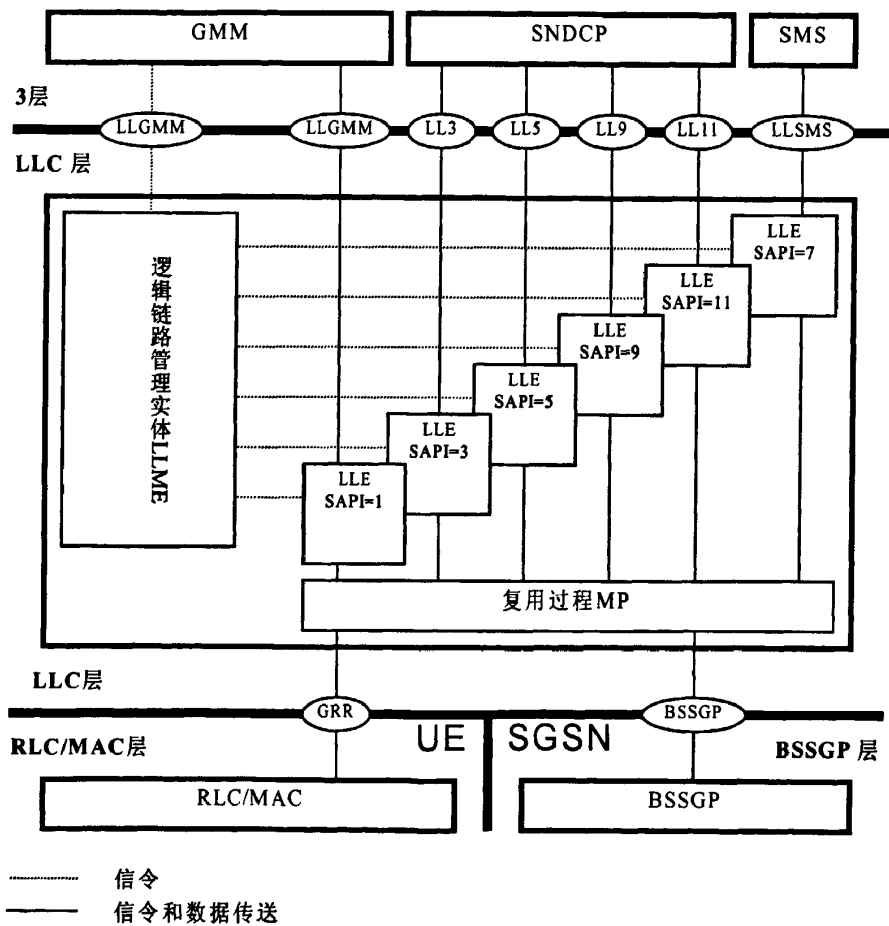 GMM
SNDCP
SMS
3层
LLGMM
LLGMM
LL3
LL5
LL9
LL11
LLSMS
LLC 层
逻辑链路管理实体LLME
LLE
SAPI=7
LLE
SAPI=11
LLE
SAPI=9
LLE
SAPI=5
LLE
SAPI=3
LLE
SAPI=1
复用过程MP
LLC层
GRR
BSSGP
RLC/MAC层
UE
SGSN
BSSGP 层
RLC/MAC
BSSGP
信令
信令和数据传送